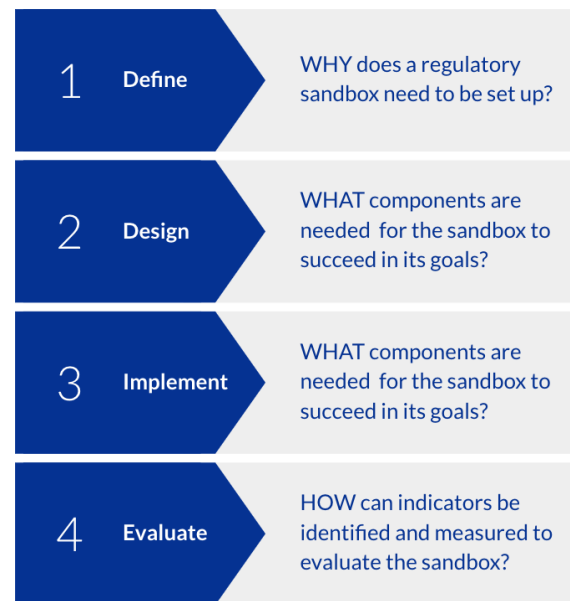 1
Define
WHY does a regulatory
sandbox need to be set up?
2
Design
WHAT components are
needed for the sandbox to
succeed in its goals?
3
Implement
WHAT components are
needed for the sandbox to
succeed in its goals?
4
Evaluate
HOW can indicators be
identified and measured to
evaluate the sandbox?